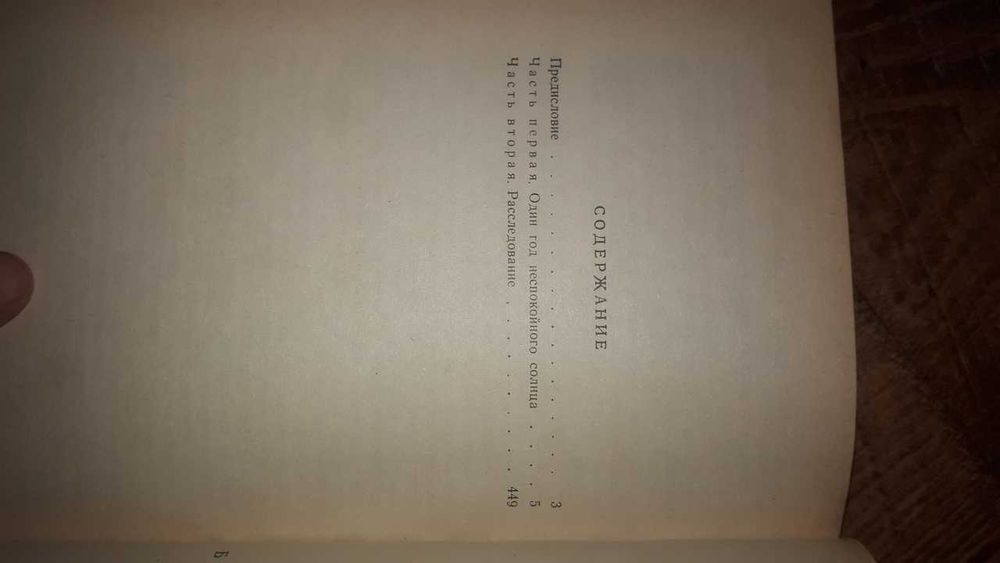 СОДЕРЖАНИЕ
Предисловие . . . . . . . . . . . . . . . . . 3
Часть первая. Один год неспокойного солнца . . . . 5
Часть вторая. Расследование . . . . . . . . . 449
Б